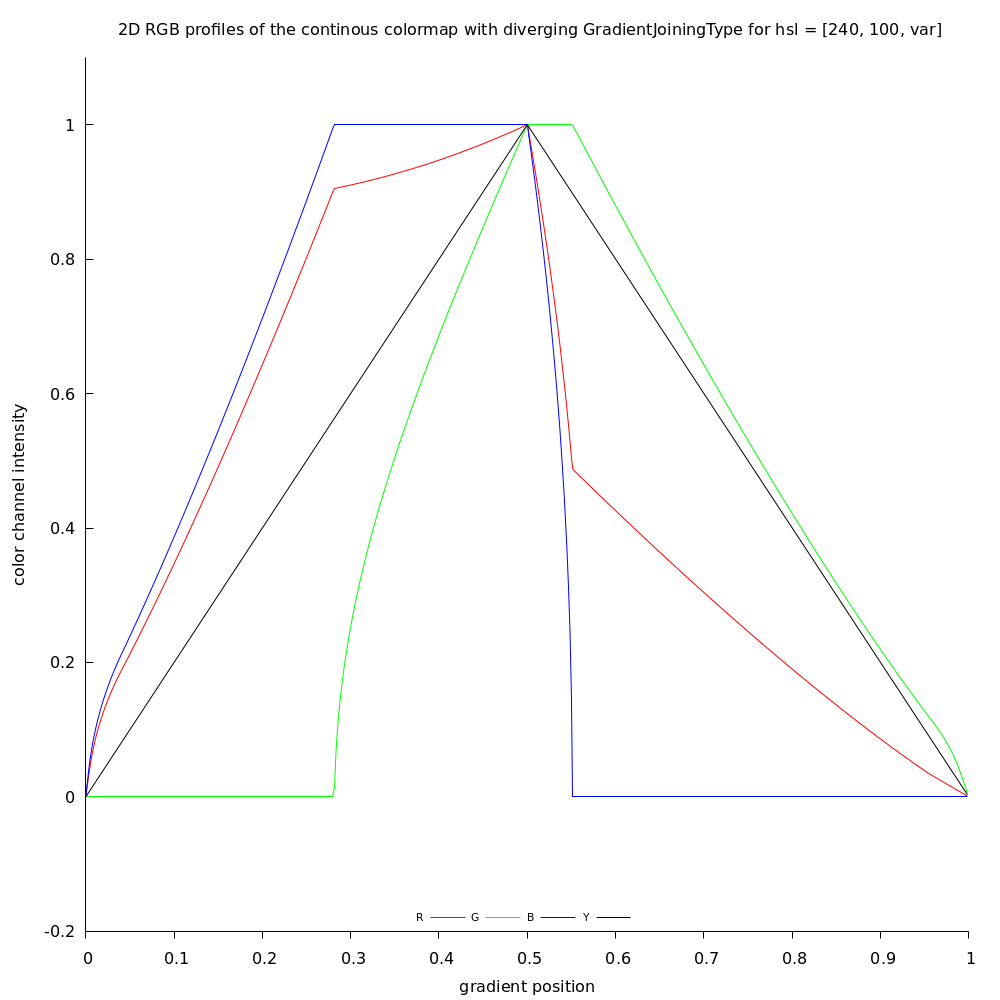 2D RGB profiles of the continous colormap with diverging GradientJoiningType for hsl = [240, 100, var]
color channel intensity
1
0.8
0.6
0.4
0.2
0
-0.2
R G B Y
0 0.1 0.2 0.3 0.4 0.5 0.6 0.7 0.8 0.9 1
gradient position